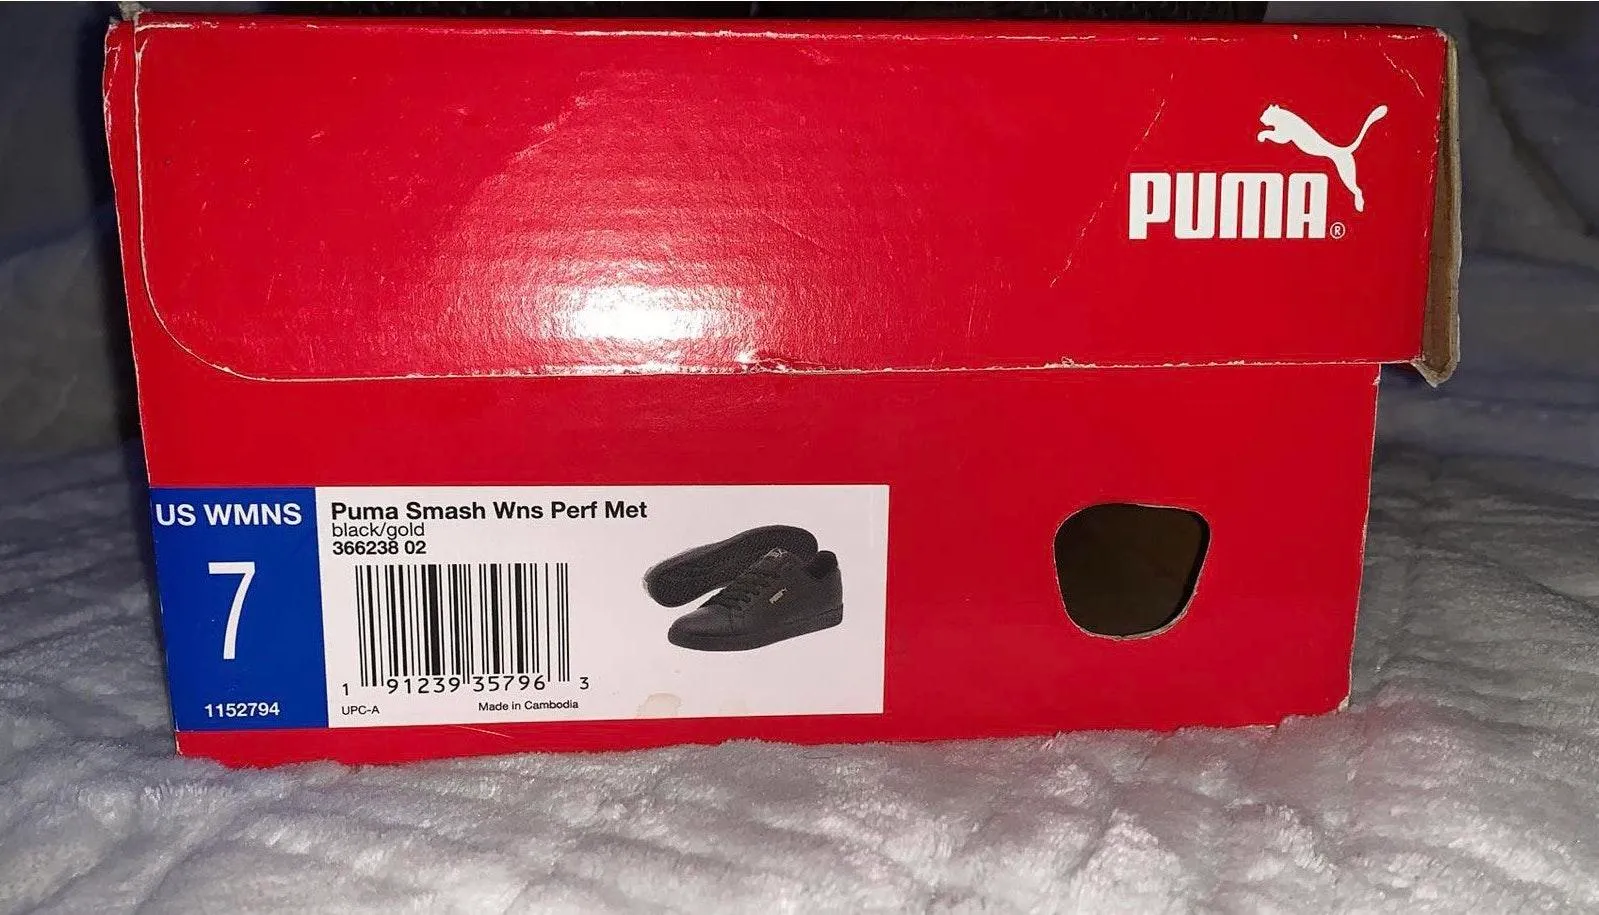 PUMA®
US WMNS
7
1152794
Puma Smash Wns Perf Met
black/gold
366238 02
1 91239 35796 3
UPC-A
Made in Cambodia